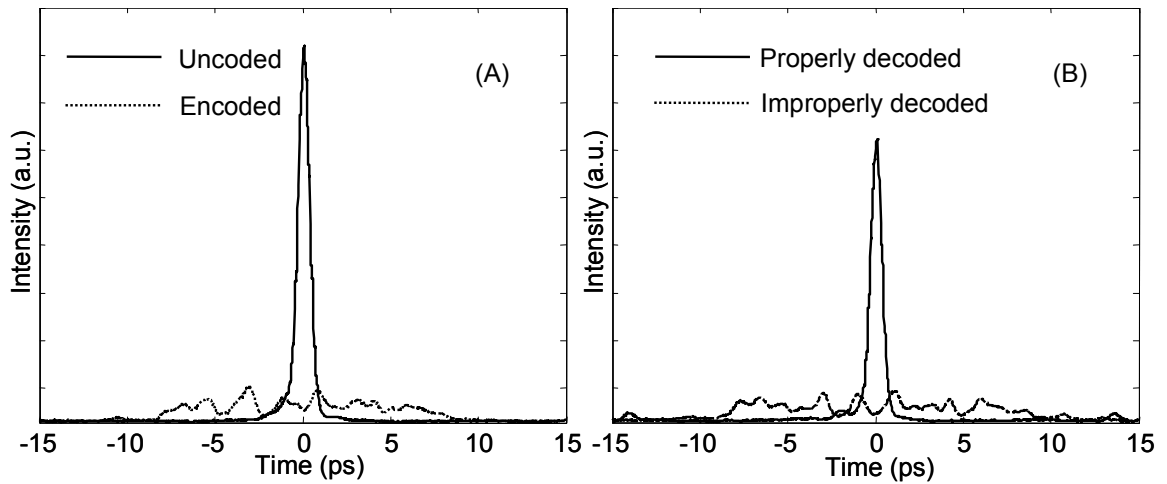 Uncoded
Encoded
(A)
Intensity (a.u.)
-15 -10 -5 0 5 10 15
Time (ps)
Properly decoded
Improperly decoded
(B)
Intensity (a.u.)
-15 -10 -5 0 5 10 15
Time (ps)